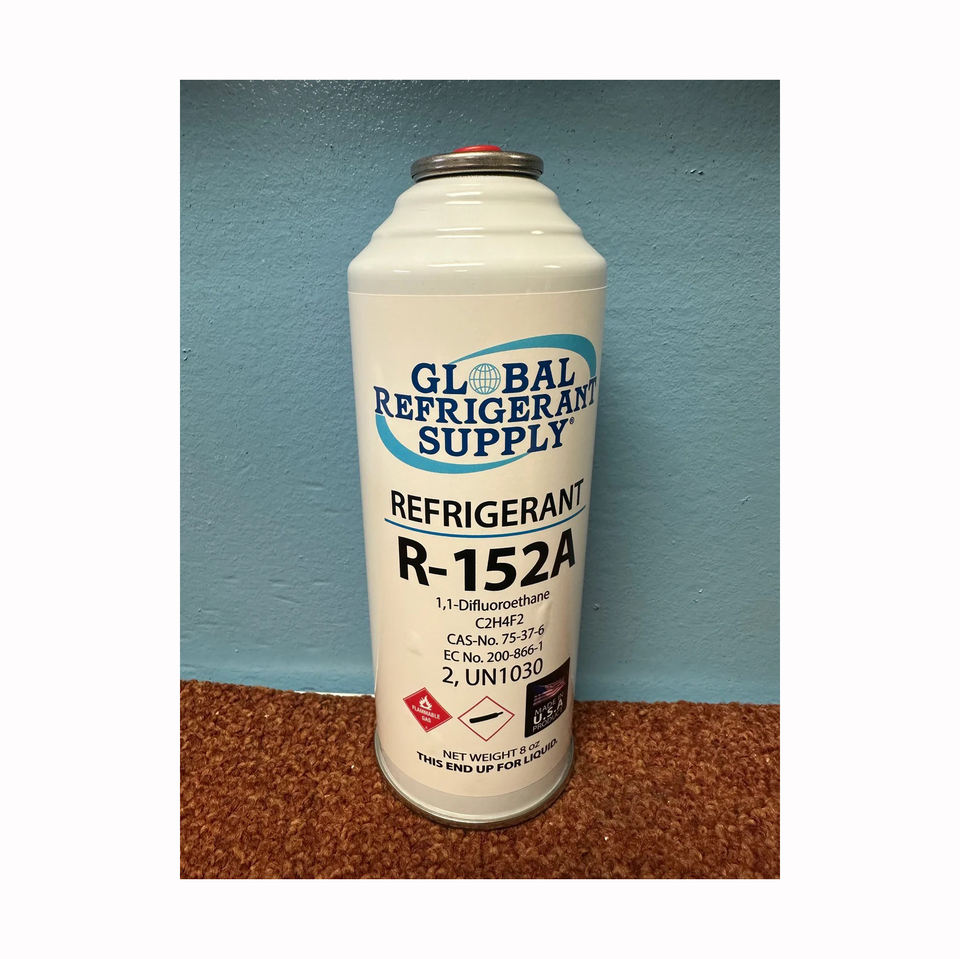 GLOBAL
REFRIGERANT
SUPPLY®
REFRIGERANT
R-152A
1,1-Difluoroethane
C2H4F2
CAS-No. 75-37-6
EC No. 200-866-1
2, UN1030
FLAMMABLE
GAS
MADE IN
U.S.A
PRODUCT
NET WEIGHT 8 oz
THIS END UP FOR LIQUID.